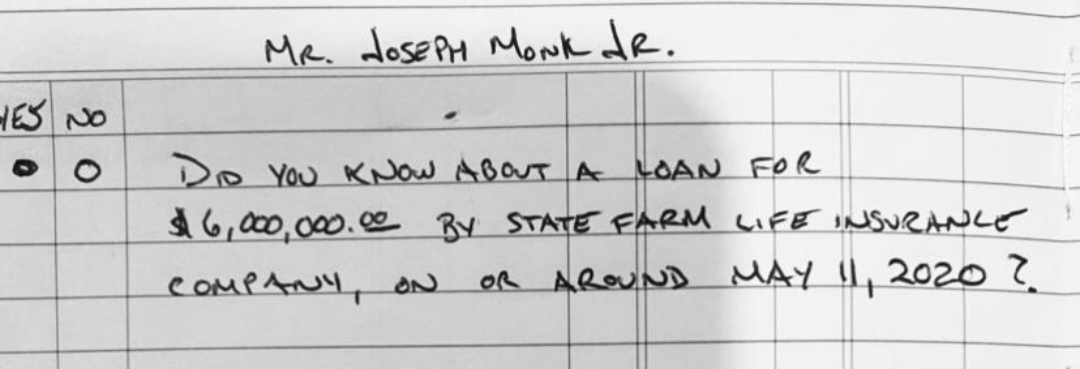 MR. JOSEPH MONK JR.
YES NO
DID YOU KNOW ABOUT A LOAN FOR
$6,000,000.00 BY STATE FARM LIFE INSURANCE
COMPANY, ON OR AROUND MAY 11, 2020?